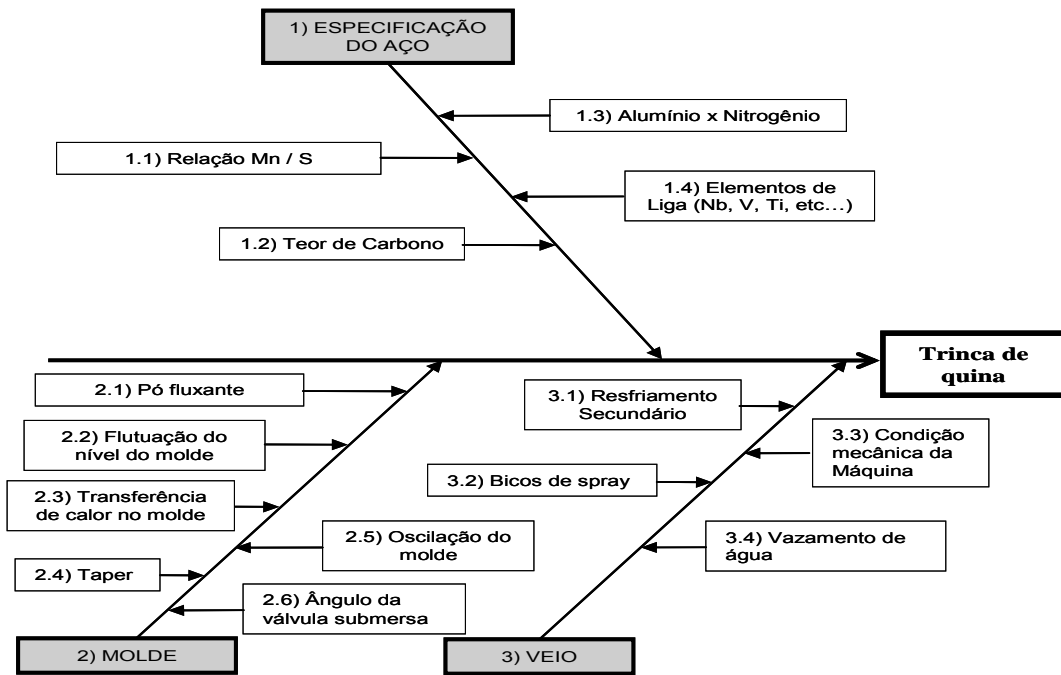 1) ESPECIFICAÇÃO
DO AÇO
1.3) Alumínio x Nitrogênio
1.1) Relação Mn / S
1.4) Elementos de
Liga (Nb, V, Ti, etc...)
1.2) Teor de Carbono
Trinca de
quina
2.1) Pó fluxante
2.2) Flutuação do
nível do molde
2.3) Transferência
de calor no molde
2.4) Taper
2.5) Oscilação do
molde
2.6) Ângulo da
válvula submersa
2) MOLDE
3.1) Resfriamento
Secundário
3.2) Bicos de spray
3.3) Condição
mecânica da
Máquina
3.4) Vazamento de
água
3) VEIO